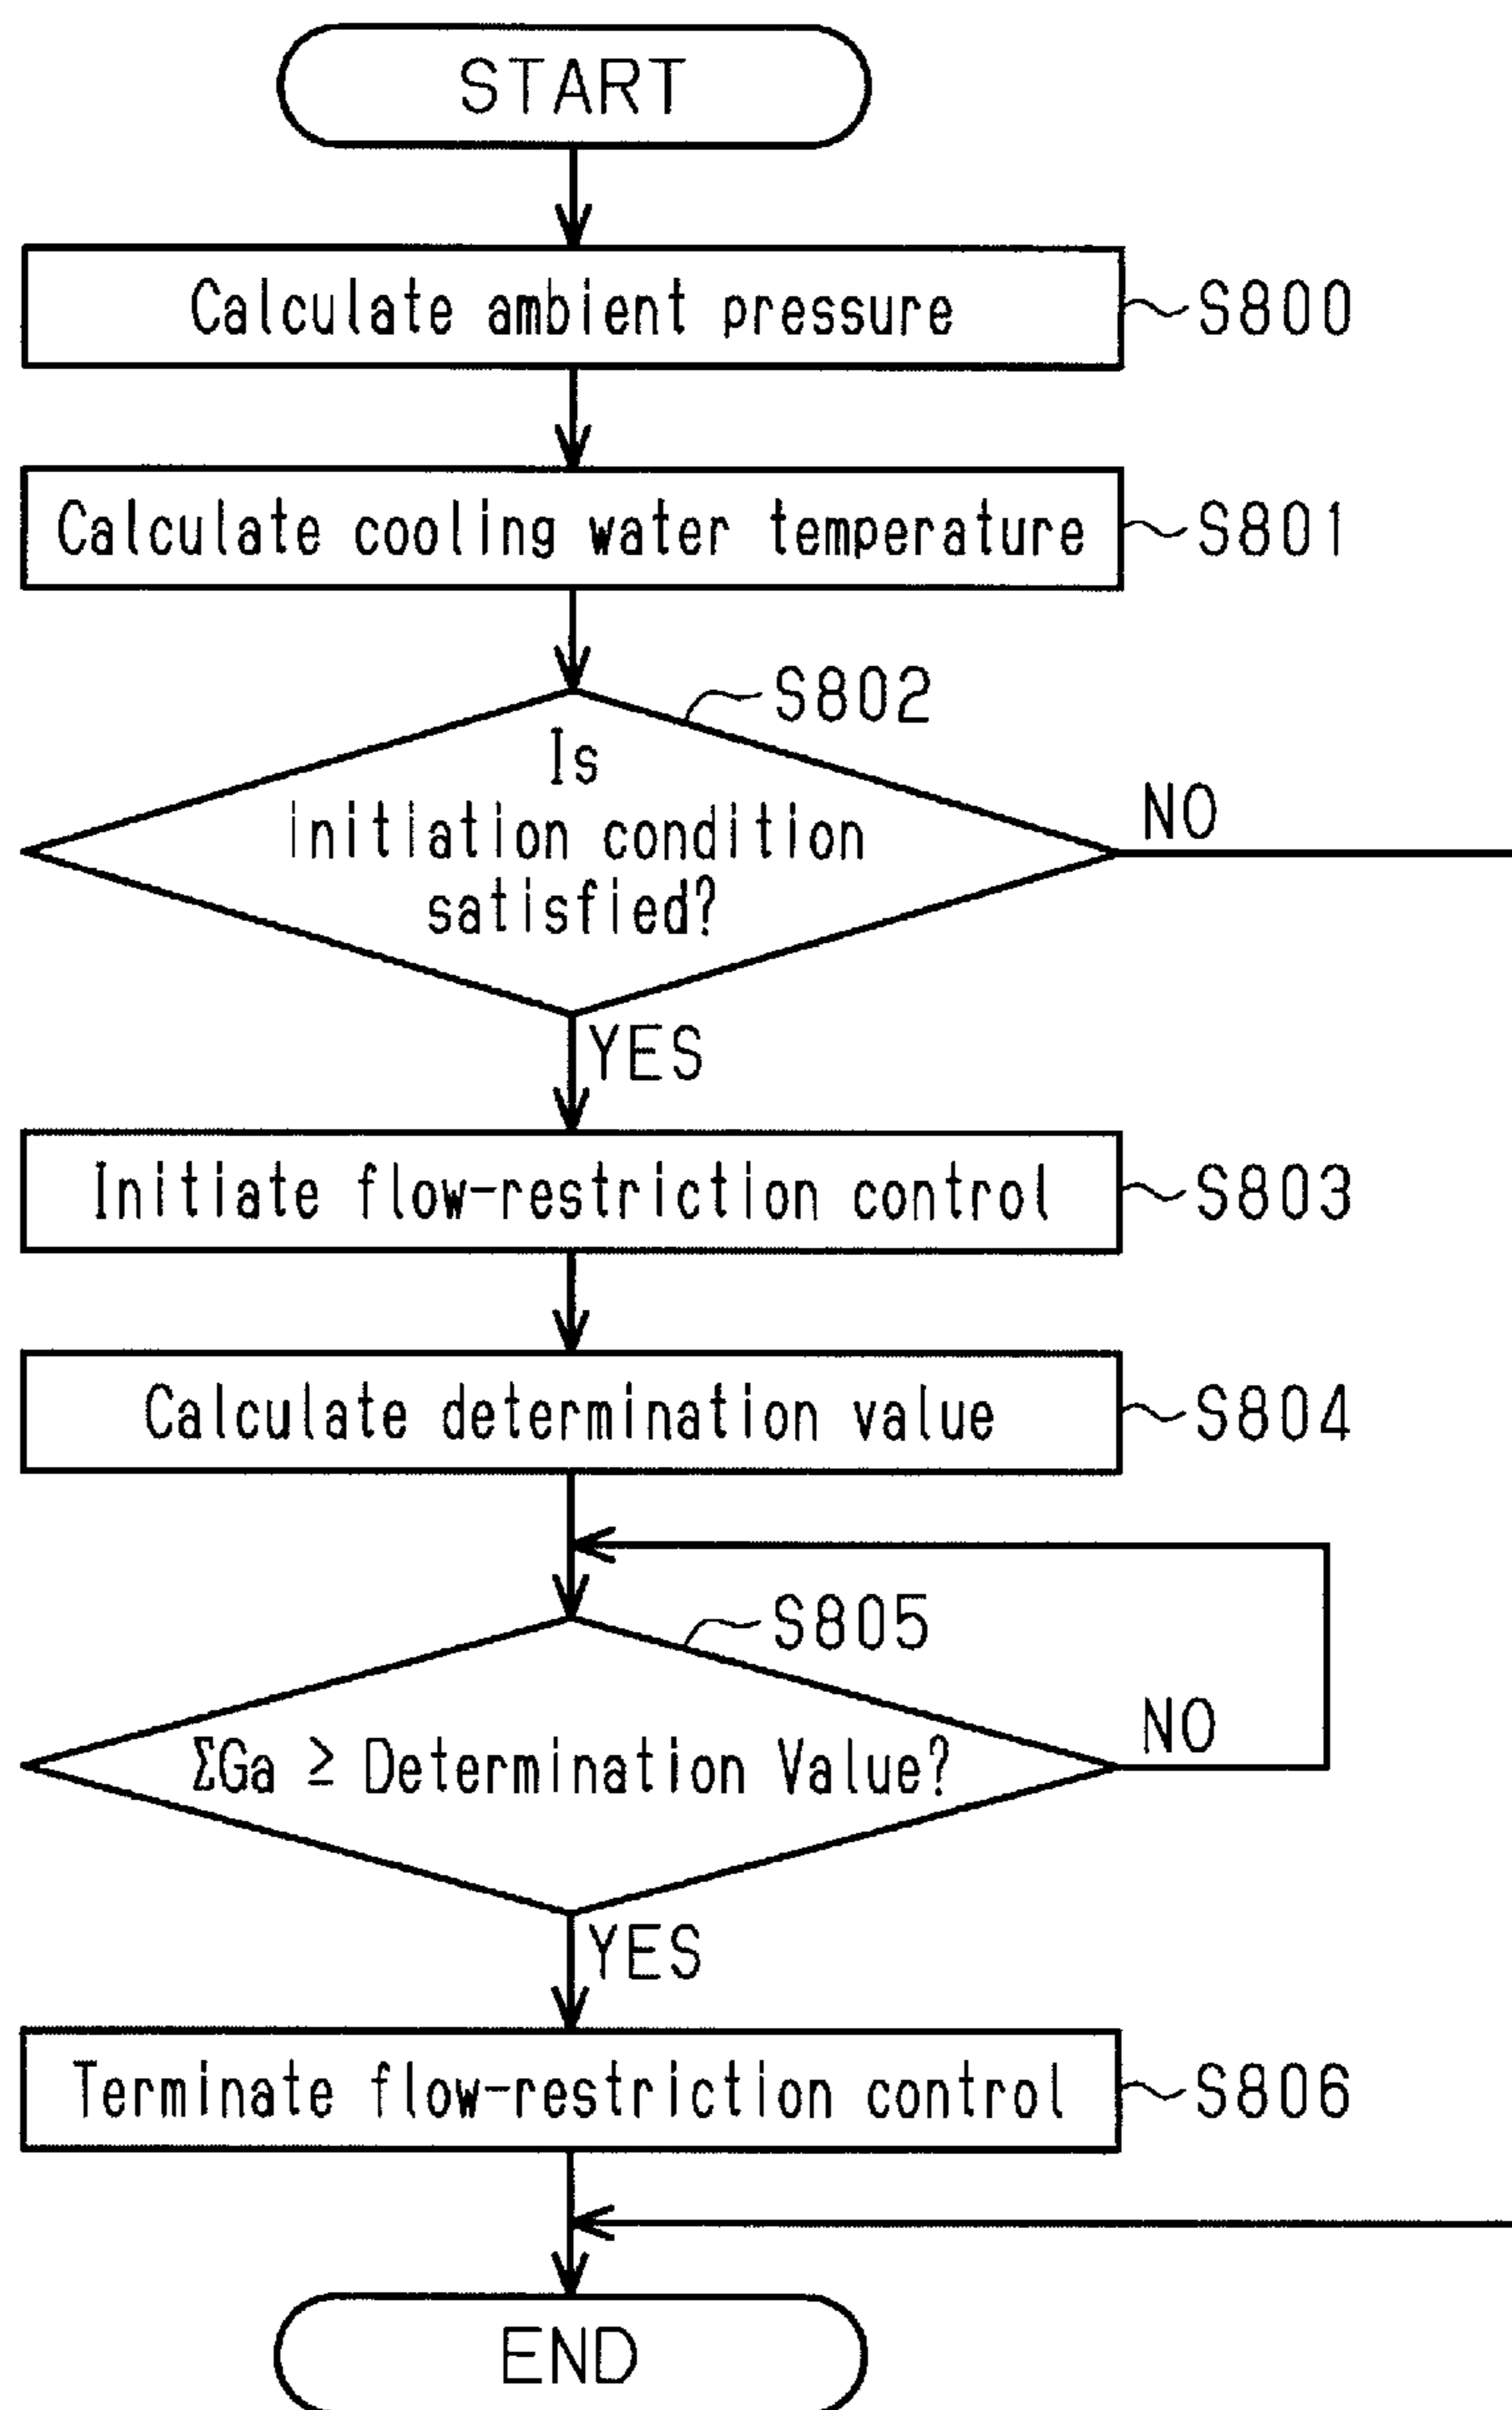 START
Calculate ambient pressure
S800
Calculate cooling water temperature
S801
S802
Is
initiation condition
satisfied?
NO
YES
Initiate flow-restriction control
S803
Calculate determination value
S804
S805
ΣGa ≥ Determination Value?
NO
YES
Terminate flow-restriction control
S806
END